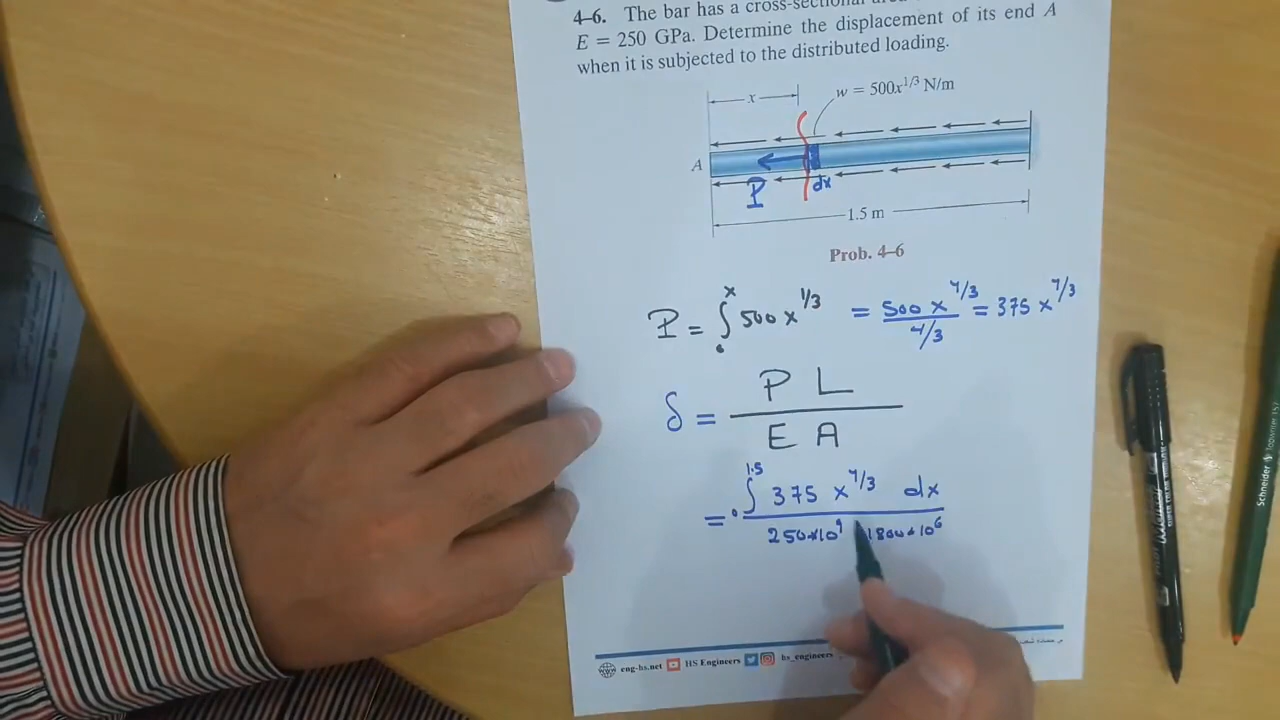 4–6. The bar has a cross-sectional
E = 250 GPa. Determine the displacement of its end A
when it is subjected to the distributed loading.
x
w = 500x^1/3 N/m
A
P
dx
1.5 m
Prob. 4–6
P = ∫₀ˣ 500 x^1/3 = 500 x^4/3 / 4/3 = 375 x^4/3
δ = P L / E A
= ∫₀^1.5 375 x^4/3 dx / 250*10^9 1800*10^6
eng-hs.net HS Engineers hs_engineers